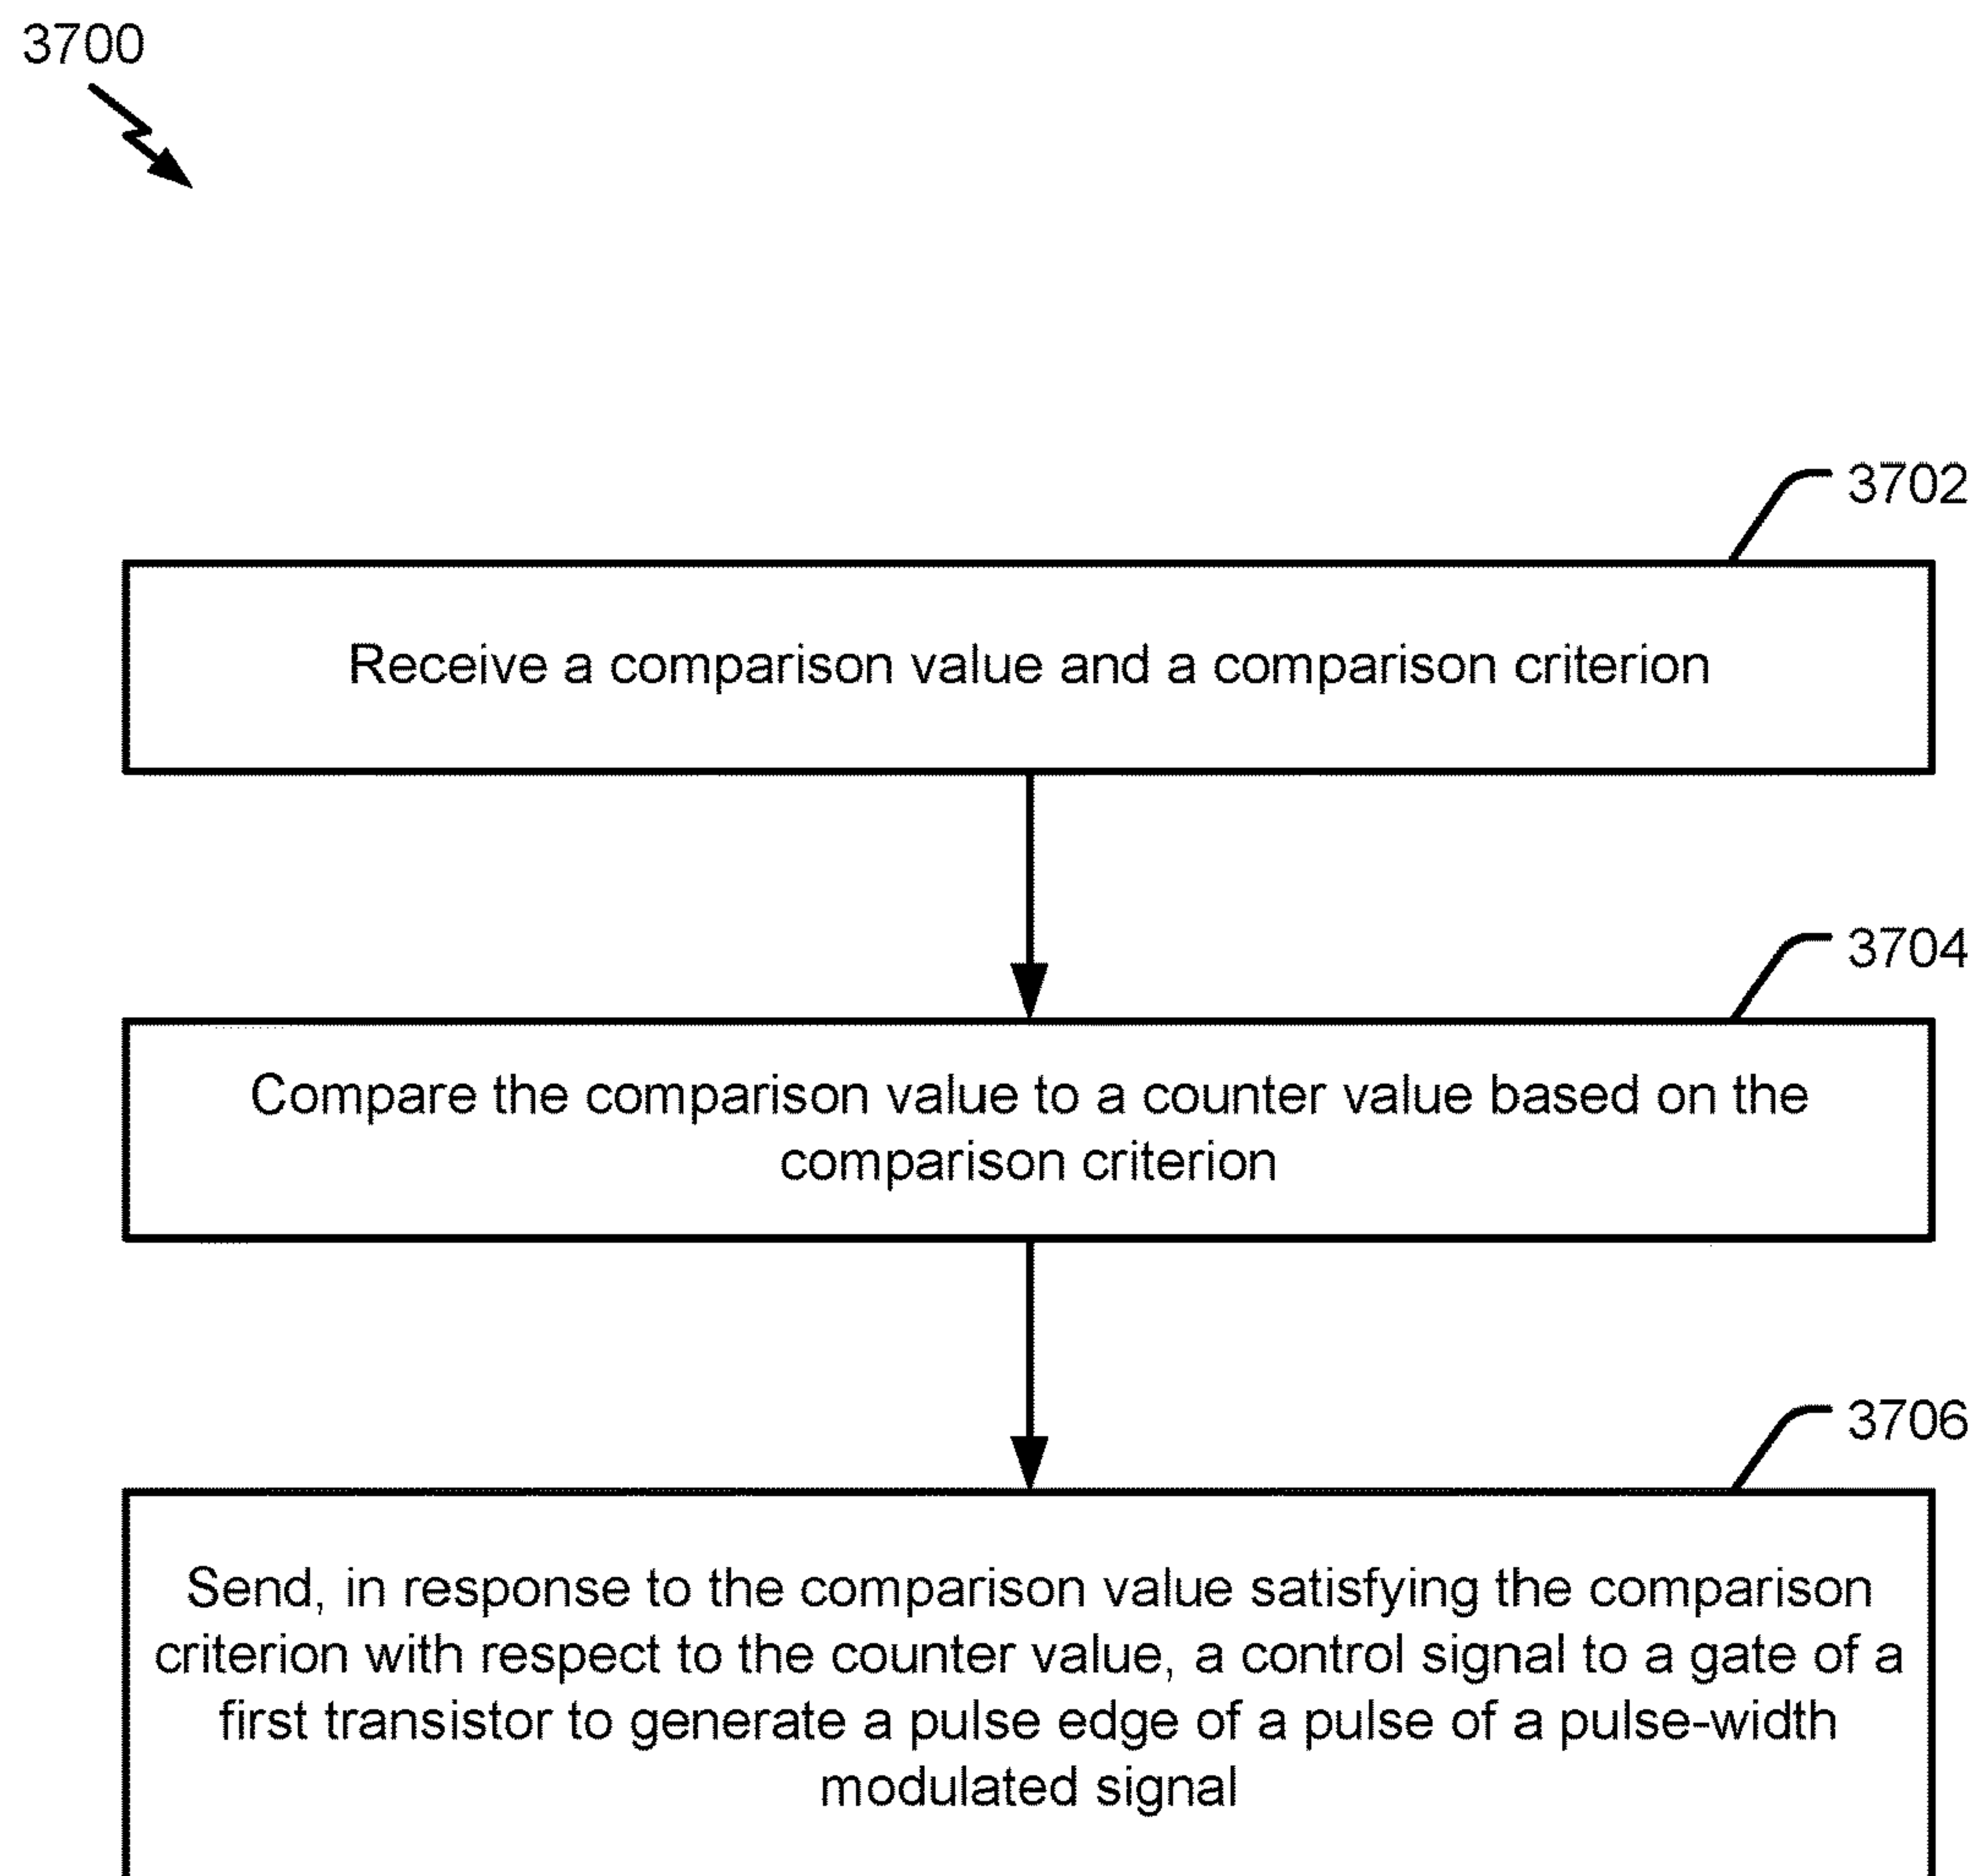 3700
3702
Receive a comparison value and a comparison criterion
3704
Compare the comparison value to a counter value based on the
comparison criterion
3706
Send, in response to the comparison value satisfying the comparison
criterion with respect to the counter value, a control signal to a gate of a
first transistor to generate a pulse edge of a pulse of a pulse-width
modulated signal